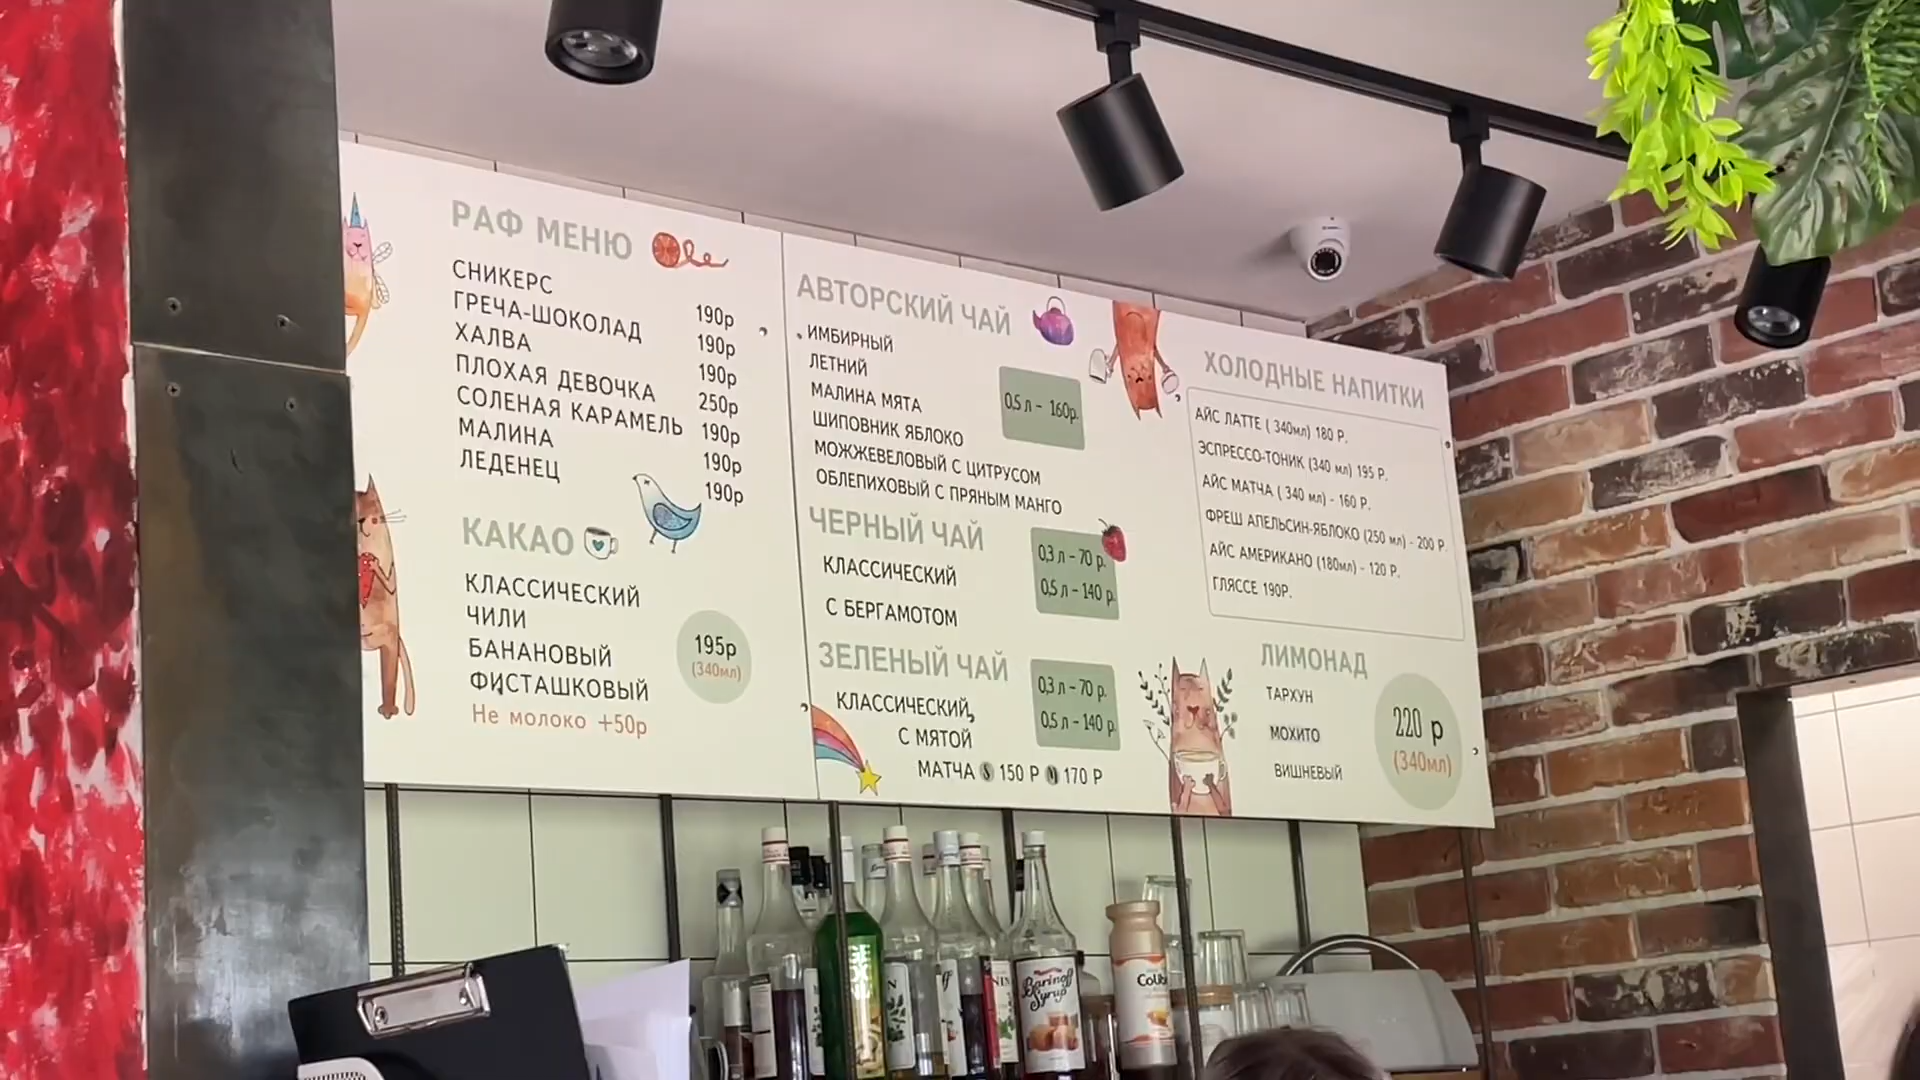 РАФ МЕНЮ
СНИКЕРС 190р
ГРЕЧА-ШОКОЛАД 190р
ХАЛВА 190р
ПЛОХАЯ ДЕВОЧКА 250р
СОЛЕНАЯ КАРАМЕЛЬ 190р
МАЛИНА 190р
ЛЕДЕНЕЦ 190р
КАКАО
КЛАССИЧЕСКИЙ
ЧИЛИ
БАНАНОВЫЙ
ФИСТАШКОВЫЙ
195р
(340мл)
Не молоко +50р
АВТОРСКИЙ ЧАЙ
ИМБИРНЫЙ
ЛЕТНИЙ
МАЛИНА МЯТА
ШИПОВНИК ЯБЛОКО
МОЖЖЕВЕЛОВЫЙ С ЦИТРУСОМ
ОБЛЕПИХОВЫЙ С ПРЯНЫМ МАНГО
0,5 л - 160р.
ЧЕРНЫЙ ЧАЙ
КЛАССИЧЕСКИЙ
С БЕРГАМОТОМ
0,3 л - 70 р.
0,5 л - 140 р.
ЗЕЛЕНЫЙ ЧАЙ
КЛАССИЧЕСКИЙ,
С МЯТОЙ
0,3 л - 70 р.
0,5 л - 140 р.
МАТЧА S 150 Р M 170 Р
ХОЛОДНЫЕ НАПИТКИ
АЙС ЛАТТЕ ( 340мл) 180 Р.
ЭСПРЕССО-ТОНИК (340 мл) 195 Р.
АЙС МАТЧА ( 340 мл) - 160 Р.
ФРЕШ АПЕЛЬСИН-ЯБЛОКО (250 мл) - 200 Р.
АЙС АМЕРИКАНО (180мл) - 120 Р.
ГЛЯССЕ 190Р.
ЛИМОНАД
ТАРХУН
МОХИТО
ВИШНЕВЫЙ
220 р
(340мл)
Barinoff
Syrup